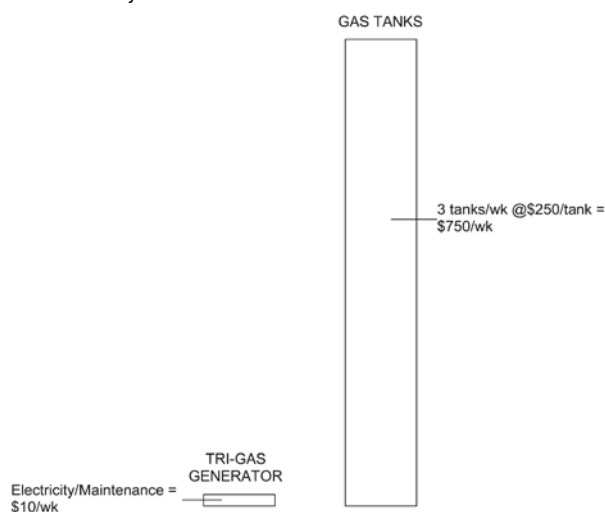 GAS TANKS
3 tanks/wk @$250/tank =
$750/wk
TRI-GAS
GENERATOR
Electricity/Maintenance =
$10/wk